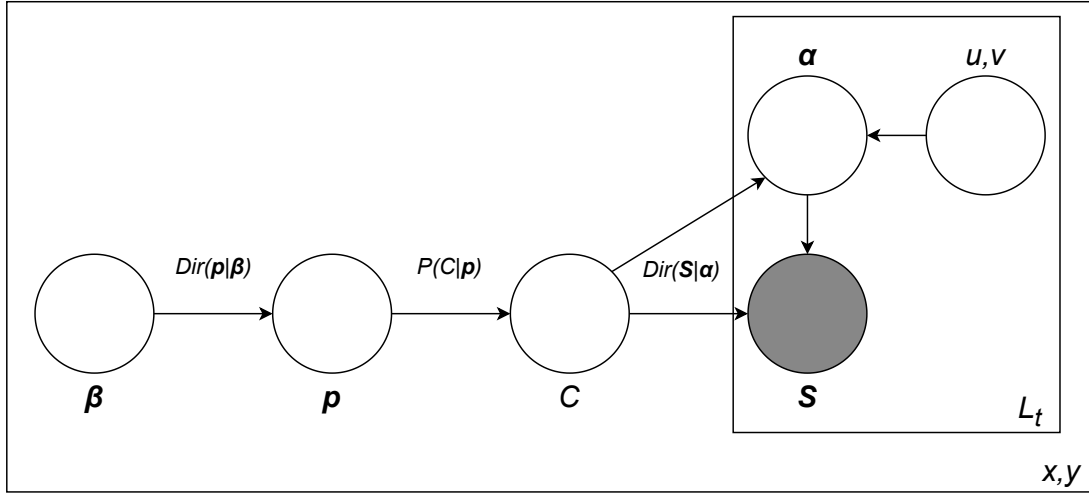 α
u,v
Dir(p|β)
P(C|p)
Dir(S|α)
β
p
C
S
L_t
x,y